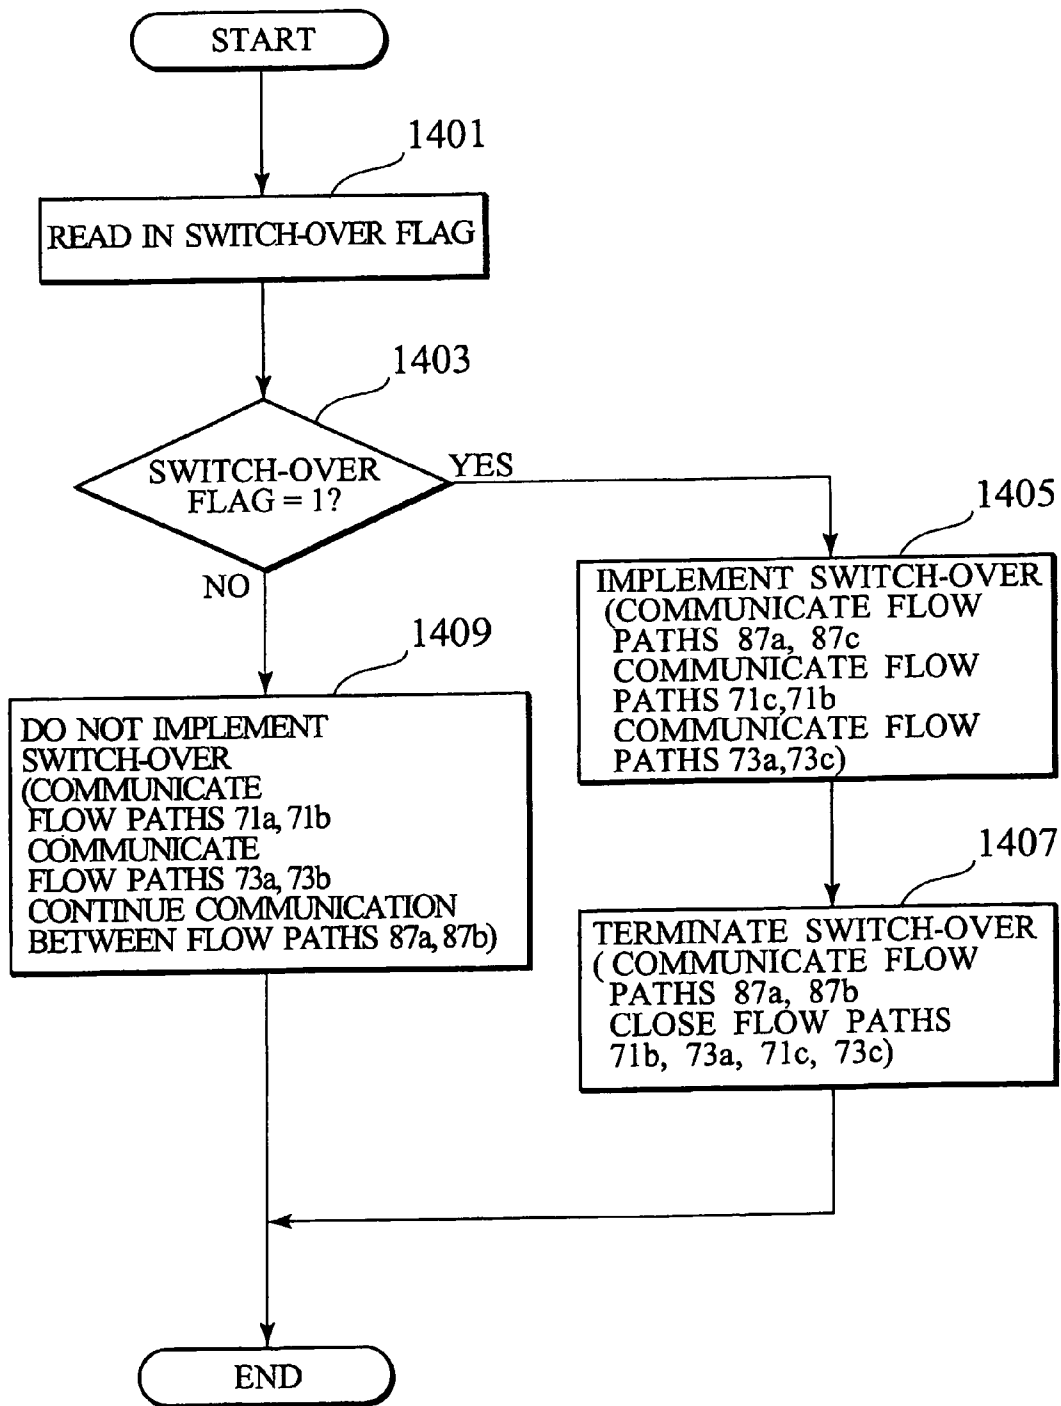 START
1401
READ IN SWITCH-OVER FLAG
1403
SWITCH-OVER
FLAG = 1?
YES
NO
1405
IMPLEMENT SWITCH-OVER
(COMMUNICATE FLOW
PATHS 87a, 87c
COMMUNICATE FLOW
PATHS 71c,71b
COMMUNICATE FLOW
PATHS 73a,73c)
1409
DO NOT IMPLEMENT
SWITCH-OVER
(COMMUNICATE
FLOW PATHS 71a, 71b
COMMUNICATE
FLOW PATHS 73a, 73b
CONTINUE COMMUNICATION
BETWEEN FLOW PATHS 87a, 87b)
1407
TERMINATE SWITCH-OVER
( COMMUNICATE FLOW
PATHS 87a, 87b
CLOSE FLOW PATHS
71b, 73a, 71c, 73c)
END